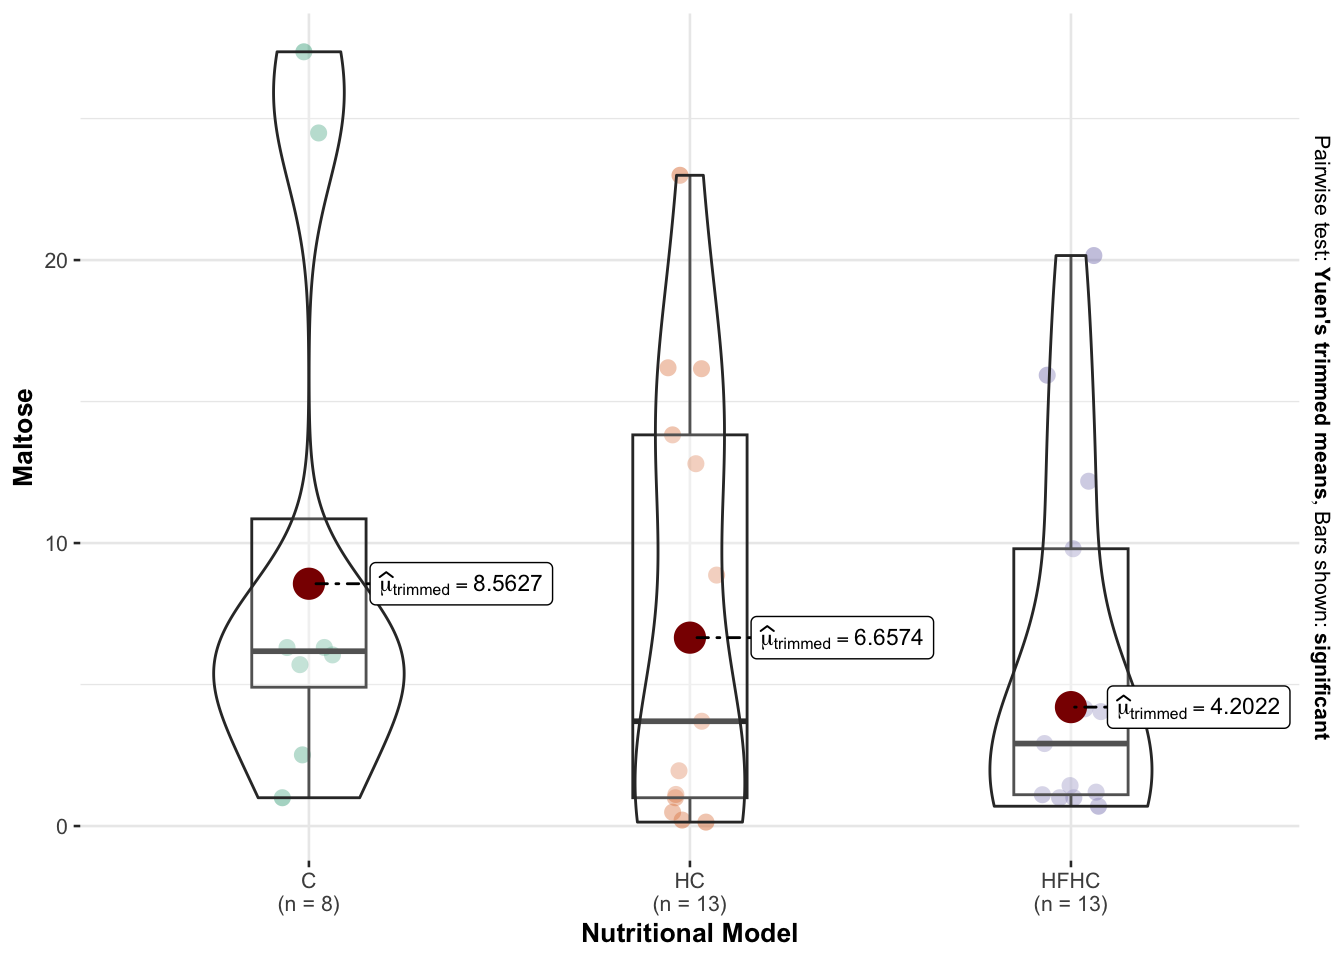 Maltose
20
10
0
μ̂trimmed = 8.5627
μ̂trimmed = 6.6574
μ̂trimmed = 4.2022
C
(n = 8)
HC
(n = 13)
HFHC
(n = 13)
Nutritional Model
Pairwise test: Yuen's trimmed means, Bars shown: significant